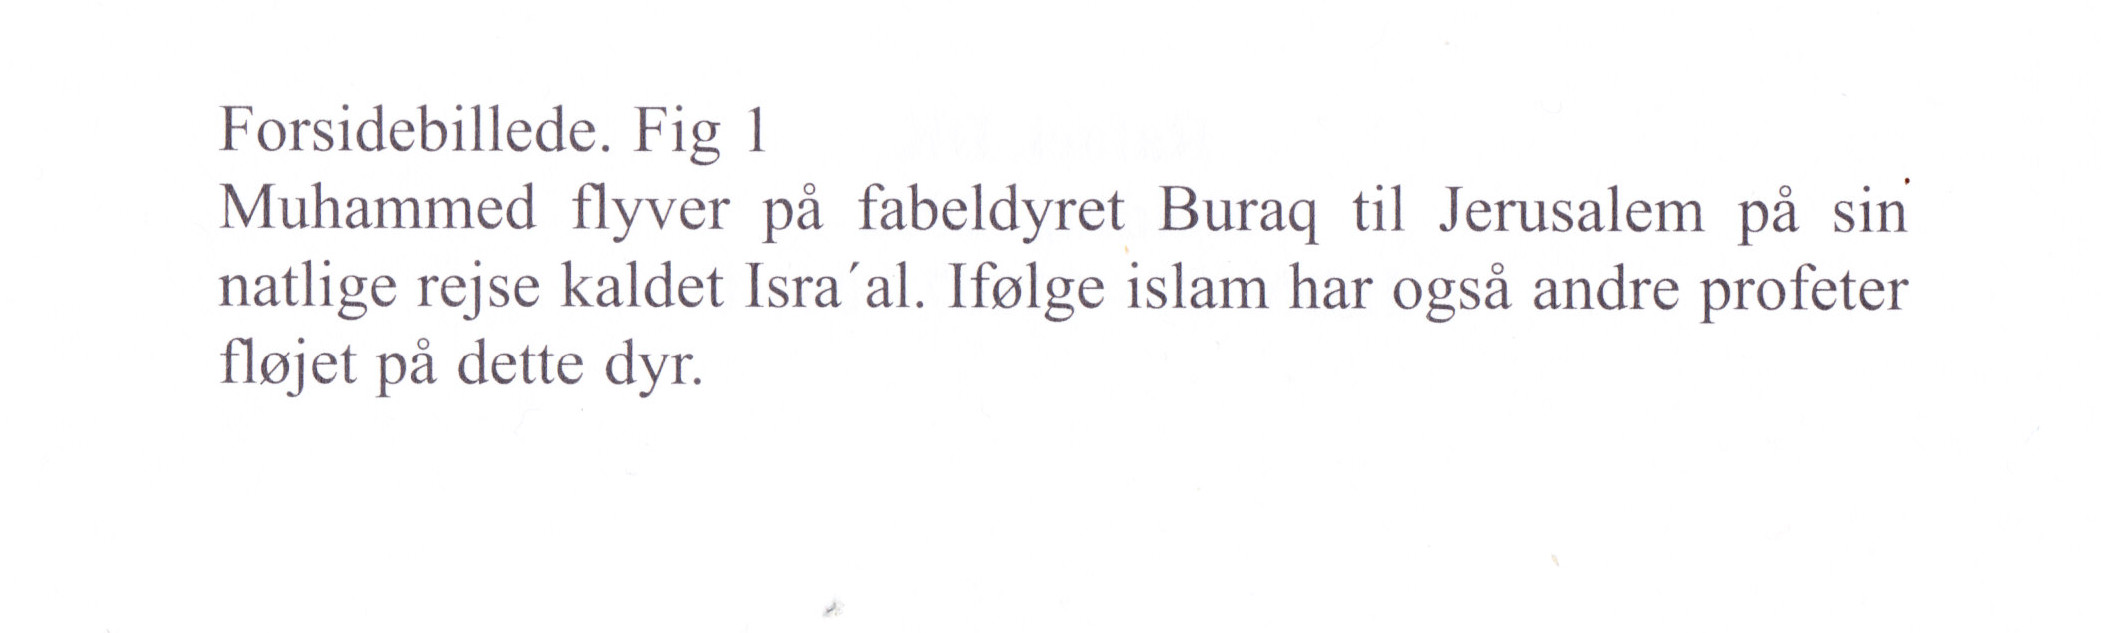 Forsidebillede. Fig 1
Muhammed flyver på fabeldyret Buraq til Jerusalem på sin
natlige rejse kaldet Isra´al. Ifølge islam har også andre profeter
fløjet på dette dyr.